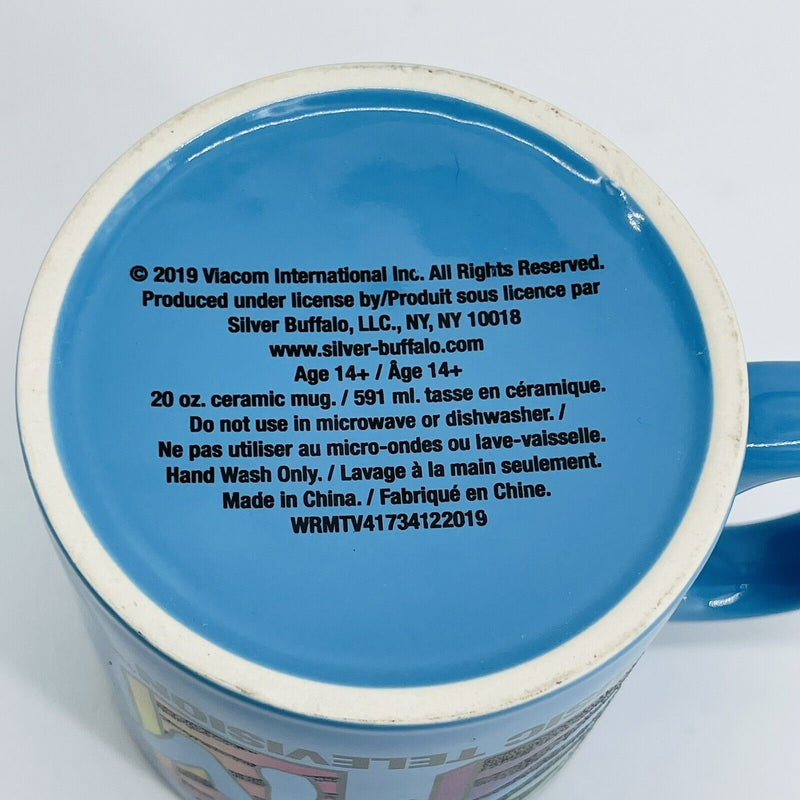 © 2019 Viacom International Inc. All Rights Reserved.
Produced under license by/Produit sous licence par
Silver Buffalo, LLC., NY, NY 10018
www.silver-buffalo.com
Age 14+ / Âge 14+
20 oz. ceramic mug. / 591 ml. tasse en céramique.
Do not use in microwave or dishwasher. /
Ne pas utiliser au micro-ondes ou lave-vaisselle.
Hand Wash Only. / Lavage à la main seulement.
Made in China. / Fabriqué en Chine.
WRMTV41734122019
SIC TELEVISION